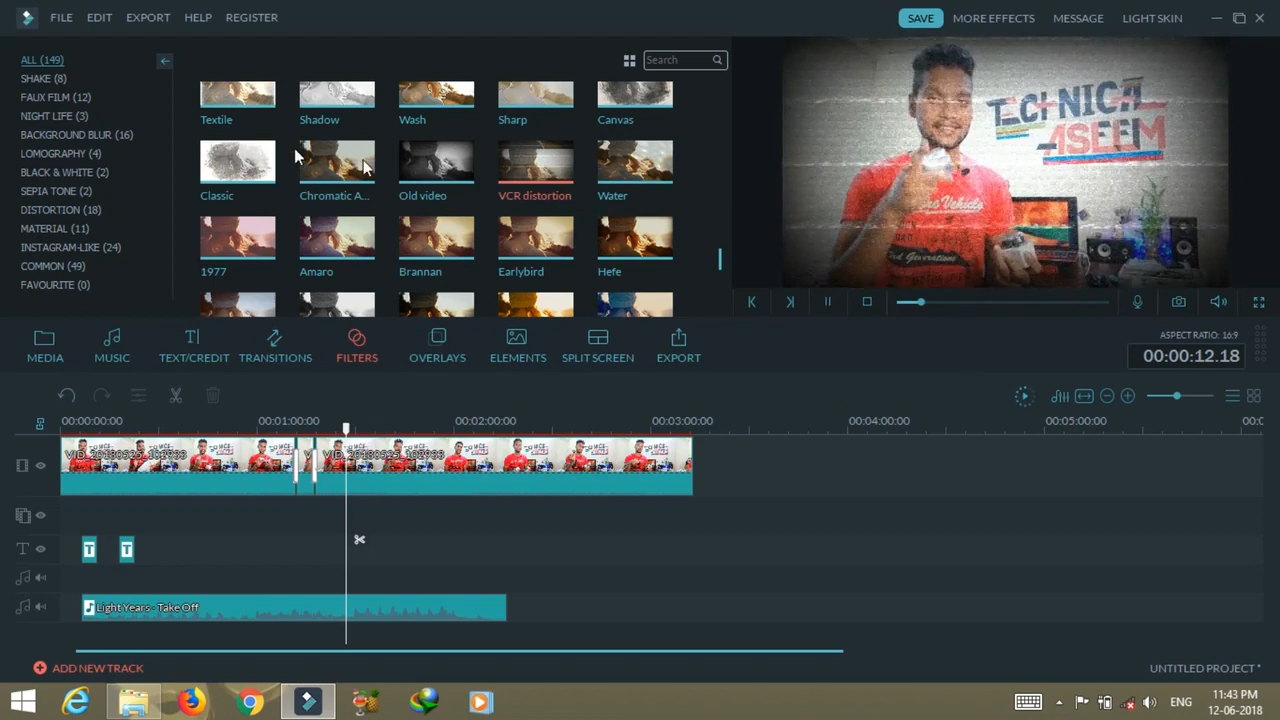 FILE EDIT EXPORT HELP REGISTER SAVE MORE EFFECTS MESSAGE LIGHT SKIN
ALL (149)
SHAKE (8)
FAUX FILM (12)
NIGHT LIFE (3)
BACKGROUND BLUR (16)
LOMOGRAPHY (4)
BLACK & WHITE (2)
SEPIA TONE (2)
DISTORTION (18)
MATERIAL (11)
INSTAGRAM-LIKE (24)
COMMON (49)
FAVOURITE (0)
Search
Textile Shadow Wash Sharp Canvas
Classic Chromatic A... Old video VCR distortion Water
1977 Amaro Brannan Earlybird Hefe
TECHNICA
ASEEM
MEDIA MUSIC TEXT/CREDIT TRANSITIONS FILTERS OVERLAYS ELEMENTS SPLIT SCREEN EXPORT
ASPECT RATIO: 16:9
00:00:12.18
00:00:00:00 00:01:00:00 00:02:00:00 00:03:00:00 00:04:00:00 00:05:00:00
T T
Light Years - Take Off
ADD NEW TRACK
UNTITLED PROJECT *
ENG
11:43 PM
12-06-2018